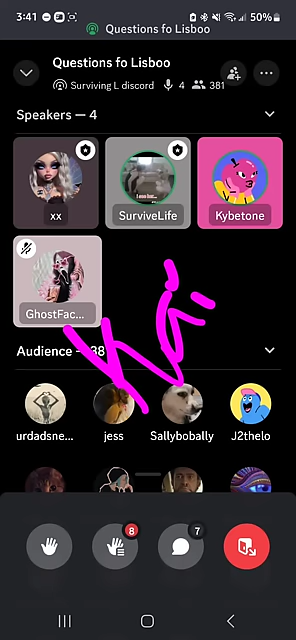 3:41 50%
Questions fo Lisboo
Questions fo Lisboo
Surviving L discord 4 381
Speakers — 4
xx SurviveLife Kybetone
GhostFac...
Kai
Audience — 38
urdadsne... jess Sallybobally J2thelo
8 7